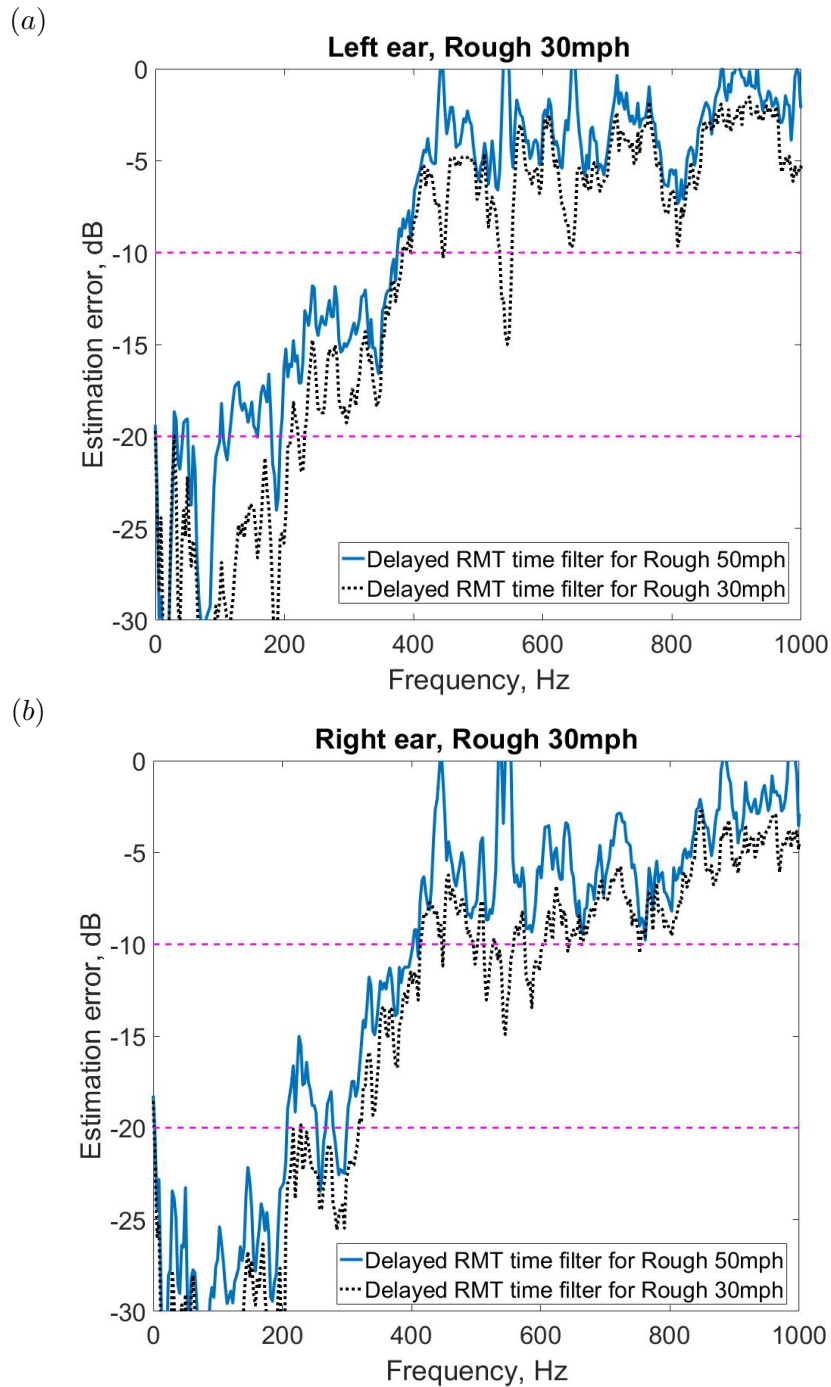 (a)
Left ear, Rough 30mph
0
-5
-10
-15
-20
-25
-30
Estimation error, dB
Delayed RMT time filter for Rough 50mph
Delayed RMT time filter for Rough 30mph
0 200 400 600 800 1000
Frequency, Hz
(b)
Right ear, Rough 30mph
0
-5
-10
-15
-20
-25
-30
Estimation error, dB
Delayed RMT time filter for Rough 50mph
Delayed RMT time filter for Rough 30mph
0 200 400 600 800 1000
Frequency, Hz